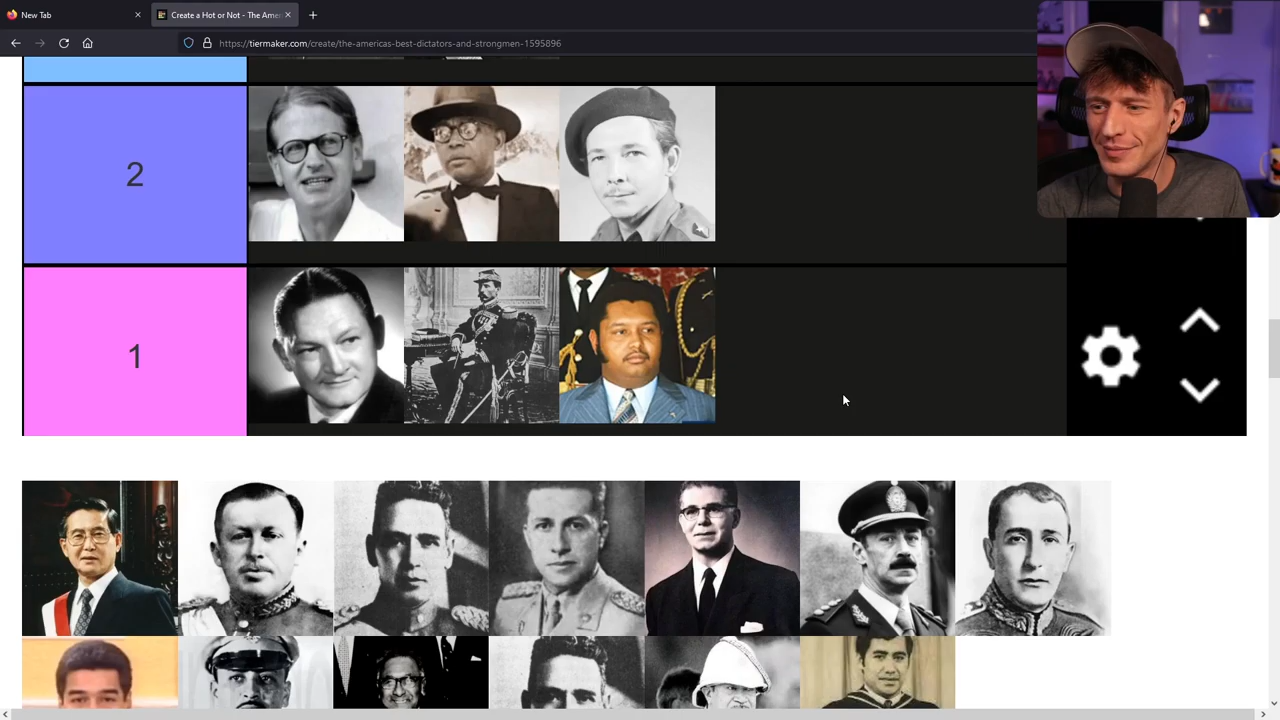 New Tab
Create a Hot or Not - The Ame
https://tiermaker.com/create/the-americas-best-dictators-and-strongmen-1595896
2
1